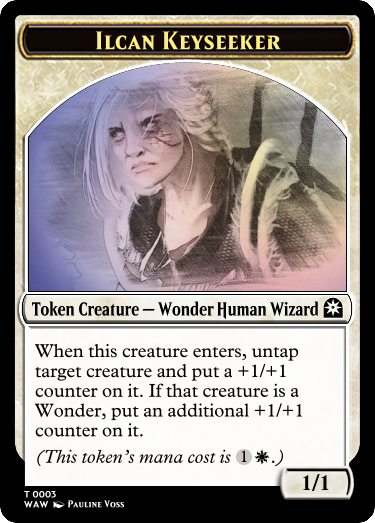 Ilcan Keyseeker
Token Creature — Wonder Human Wizard
When this creature enters, untap
target creature and put a +1/+1
counter on it. If that creature is a
Wonder, put an additional +1/+1
counter on it.
(This token's mana cost is 1 .)
1/1
T 0003
WAW Pauline Voss